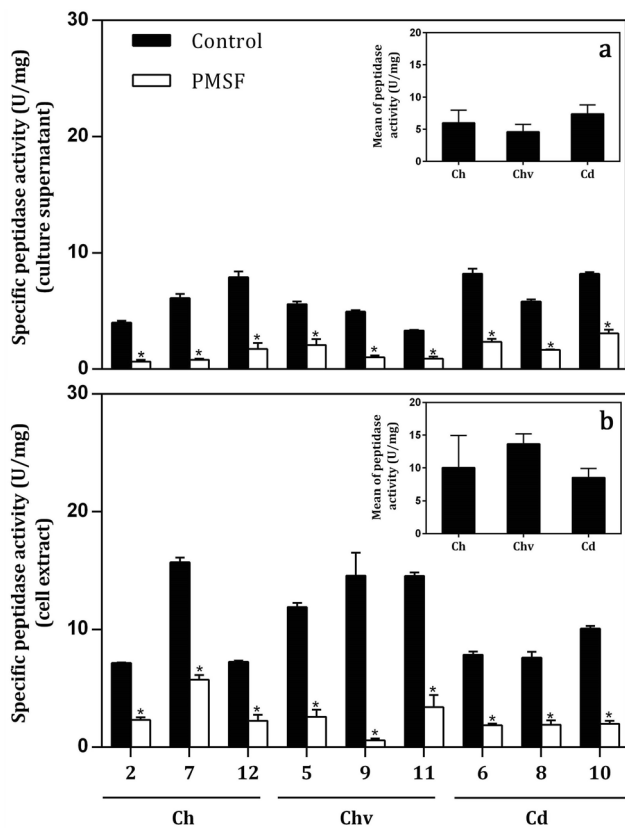 30
20
10
0
Specific peptidase activity (U/mg)
(culture supernatant)
Control
PMSF
a
Mean of peptidase
activity (U/mg)
20
15
10
5
0
Ch Chv Cd
* * * * * * * * *
30
20
10
0
Specific peptidase activity (U/mg)
(cell extract)
b
Mean of peptidase
activity (U/mg)
20
15
10
5
0
Ch Chv Cd
* * * * * * * * *
2 7 12 5 9 11 6 8 10
Ch Chv Cd